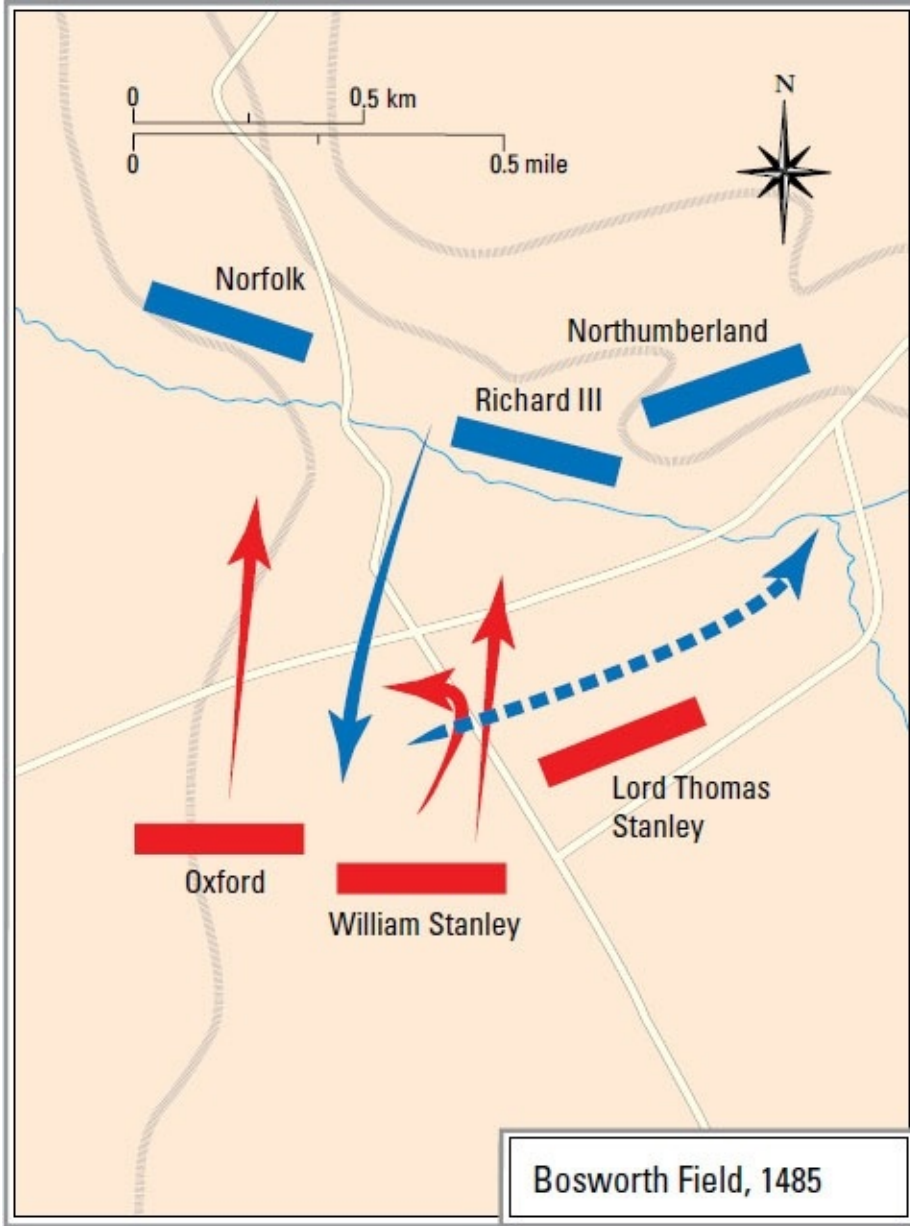 0 0.5 km
0 0.5 mile
N
Norfolk
Northumberland
Richard III
Lord Thomas
Stanley
Oxford
William Stanley
Bosworth Field, 1485